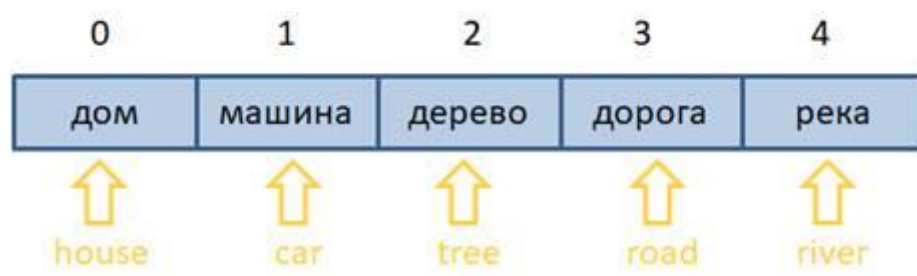 0 1 2 3 4
дом машина дерево дорога река
house car tree road river